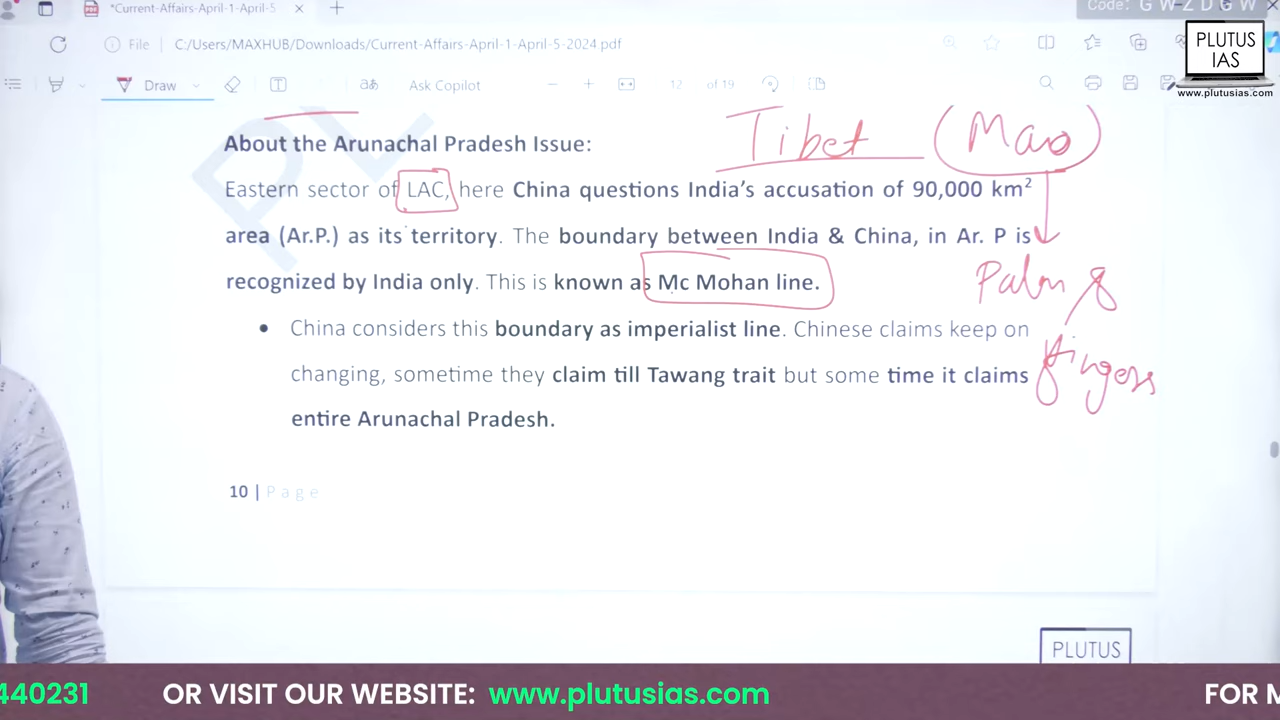 *Current-Affairs-April-1-April-5
Code: G W-Z D G W
File C:/Users/MAXHUB/Downloads/Current-Affairs-April-1-April-5-2024.pdf
PLUTUS
IAS
www.plutusias.com
Draw Ask Copilot 12 of 19
Tibet (Mao)
About the Arunachal Pradesh Issue:
Eastern sector of LAC, here China questions India's accusation of 90,000 km²
area (Ar.P.) as its territory. The boundary between India & China, in Ar. P is
recognized by India only. This is known as Mc Mohan line.
Palm &
fingers
• China considers this boundary as imperialist line. Chinese claims keep on
changing, sometime they claim till Tawang trait but some time it claims
entire Arunachal Pradesh.
10 | Page
PLUTUS
440231 OR VISIT OUR WEBSITE: www.plutusias.com FOR M